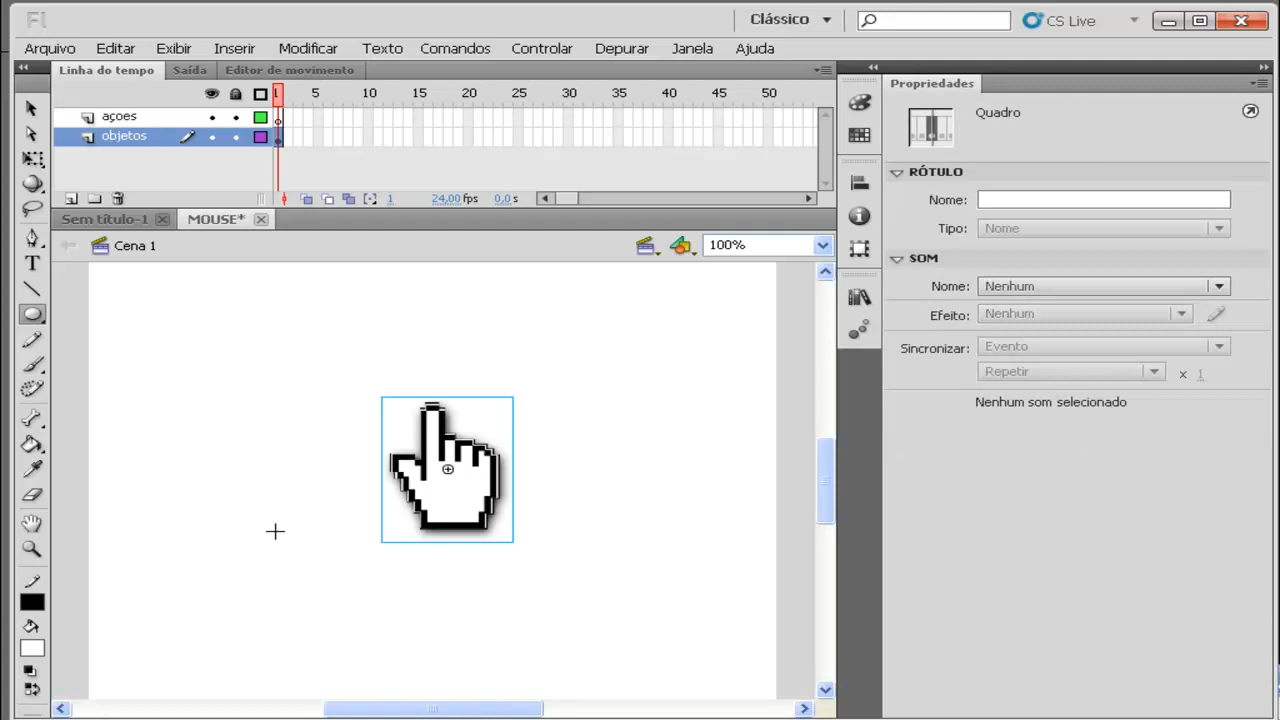 Fl
Clássico
CS Live
Arquivo Editar Exibir Inserir Modificar Texto Comandos Controlar Depurar Janela Ajuda
Linha do tempo Saída Editor de movimento
1 5 10 15 20 25 30 35 40 45 50
açoes
objetos
1 24,00 fps 0,0 s
Sem título-1 MOUSE*
Cena 1
100%
T
Propriedades
Quadro
RÓTULO
Nome:
Tipo: Nome
SOM
Nome: Nenhum
Efeito: Nenhum
Sincronizar: Evento
Repetir x 1
Nenhum som selecionado